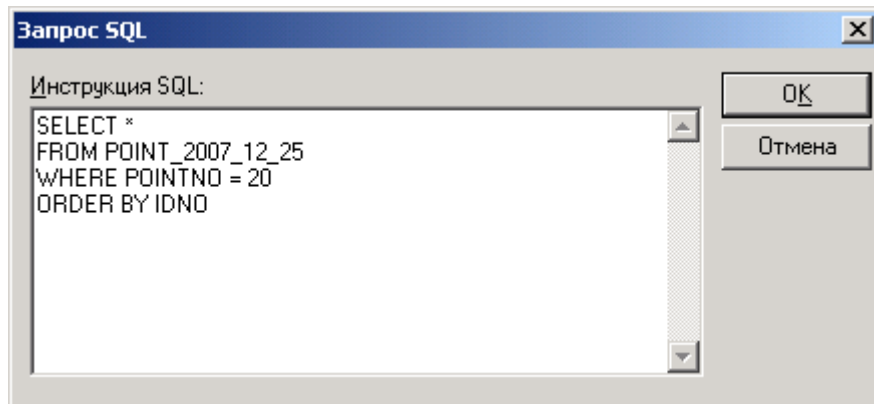 Запрос SQL
Инструкция SQL:
SELECT *
FROM POINT_2007_12_25
WHERE POINTNO = 20
ORDER BY IDNO
OK
Отмена